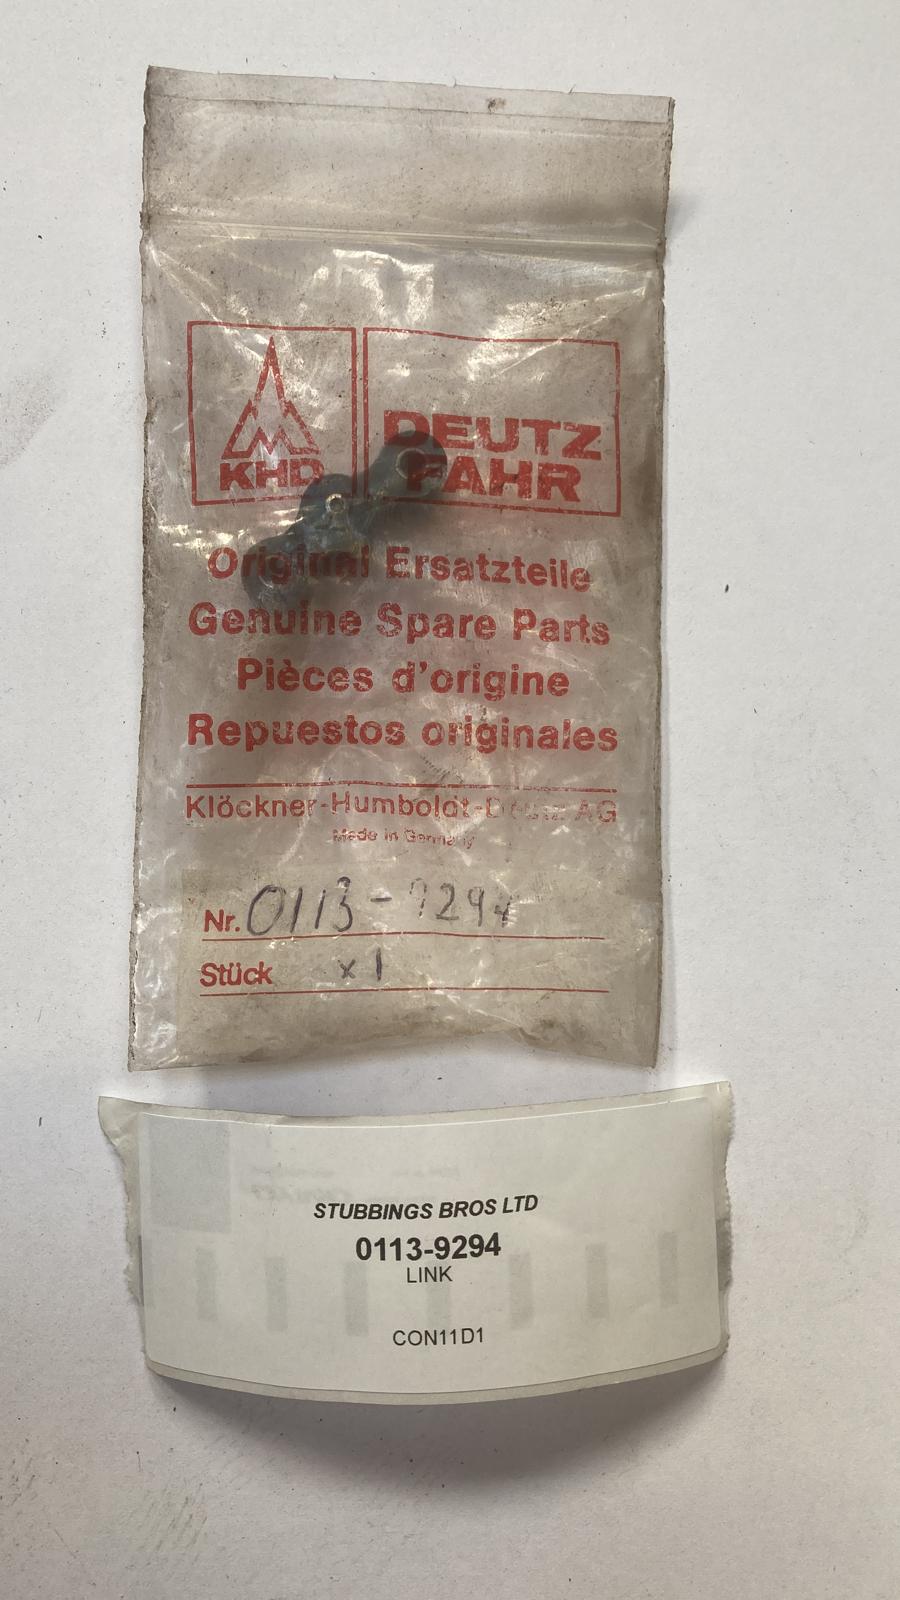 KHD
DEUTZ
FAHR
Original Ersatzteile
Genuine Spare Parts
Pièces d'origine
Repuestos originales
Klöckner-Humboldt-Deutz AG
Made in Germany
Nr. 0113-9294
Stück x 1
STUBBINGS BROS LTD
0113-9294
LINK
CON11D1